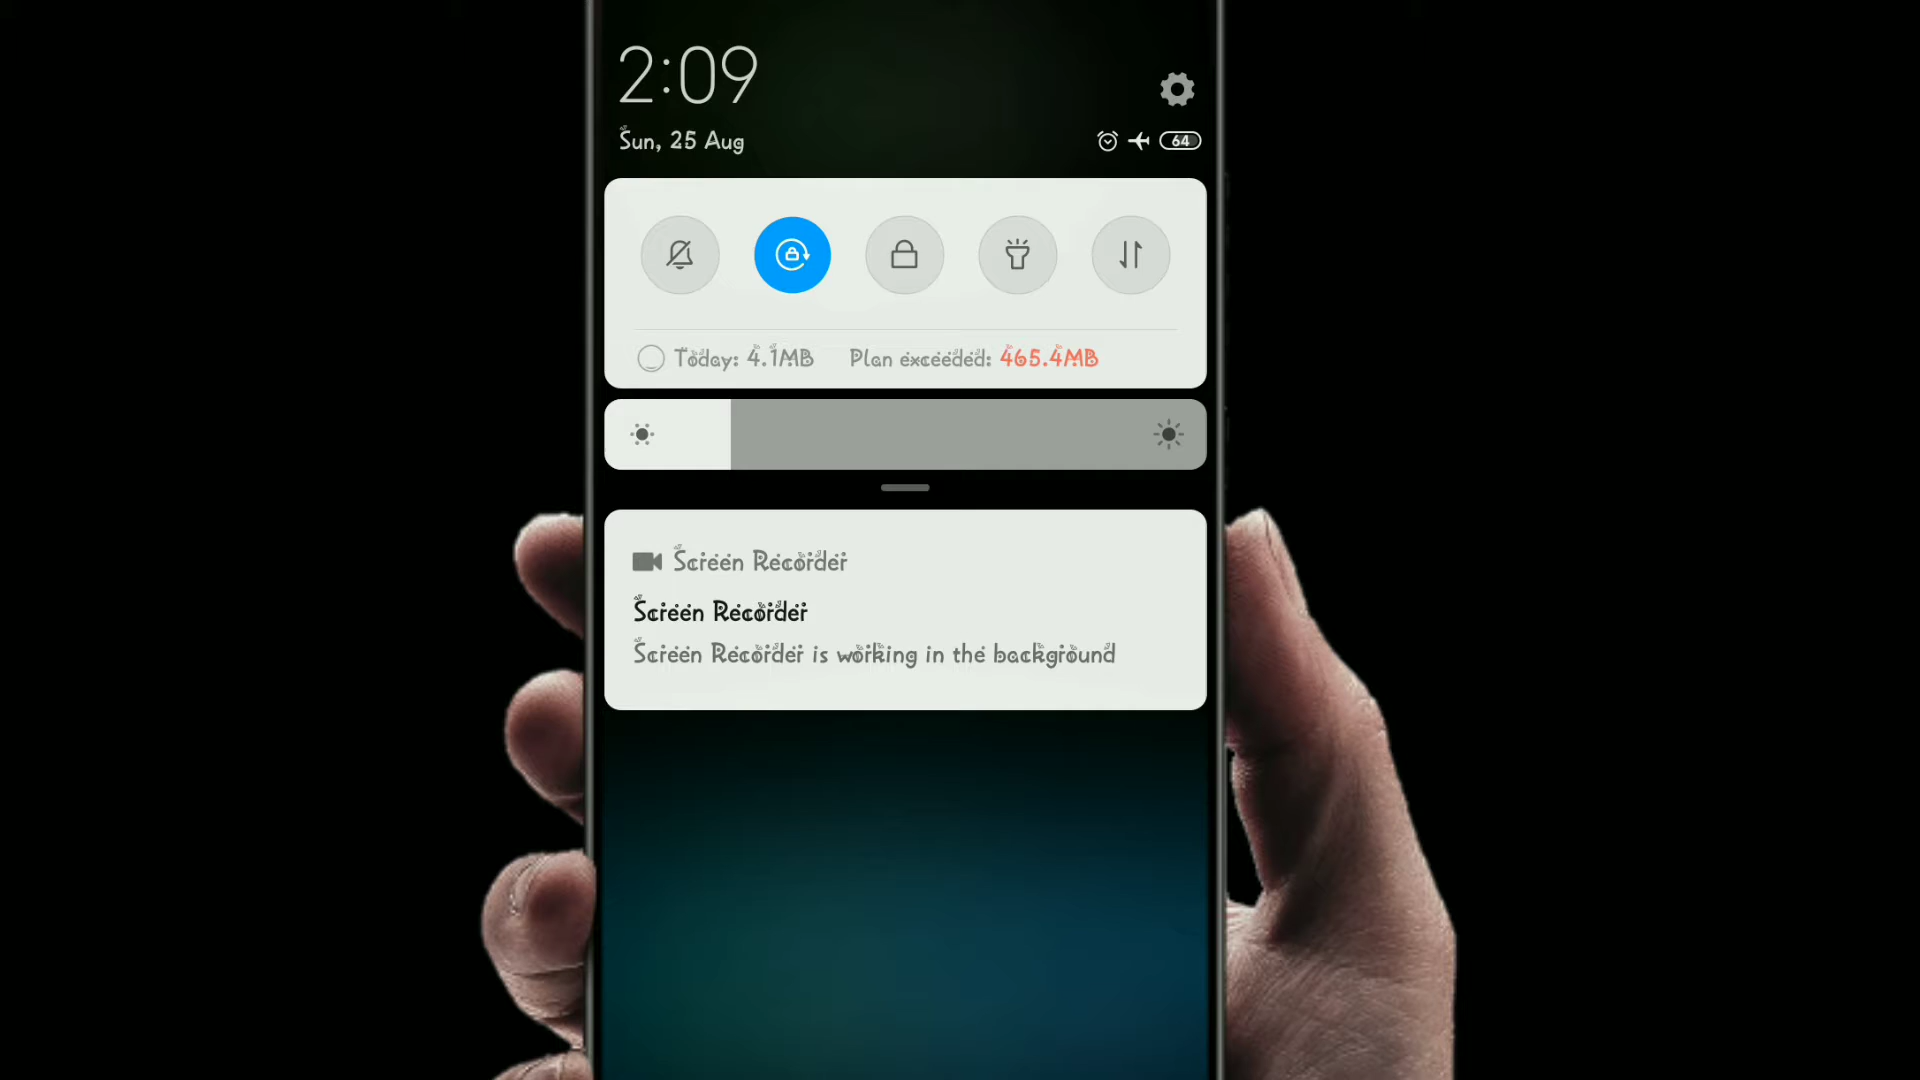 2:09
Sun, 25 Aug
64
Today: 4.1MB Plan exceeded: 465.4MB
Screen Recorder
Screen Recorder
Screen Recorder is working in the background